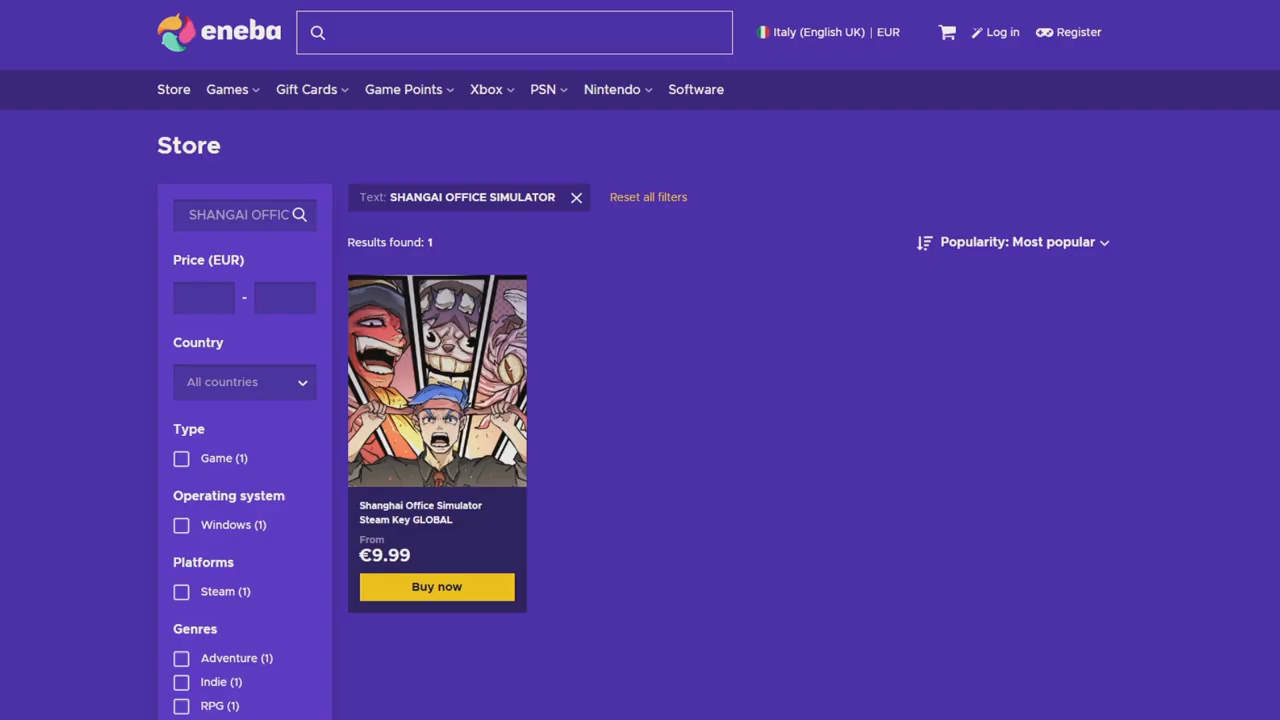 eneba
Italy (English UK) | EUR
Log in
Register
Store
Games
Gift Cards
Game Points
Xbox
PSN
Nintendo
Software
Store
SHANGAI OFFIC
Price (EUR)
-
Country
All countries
Type
Game (1)
Operating system
Windows (1)
Platforms
Steam (1)
Genres
Adventure (1)
Indie (1)
RPG (1)
Text: SHANGAI OFFICE SIMULATOR
Reset all filters
Results found: 1
Popularity: Most popular
Shanghai Office Simulator
Steam Key GLOBAL
From
€9.99
Buy now